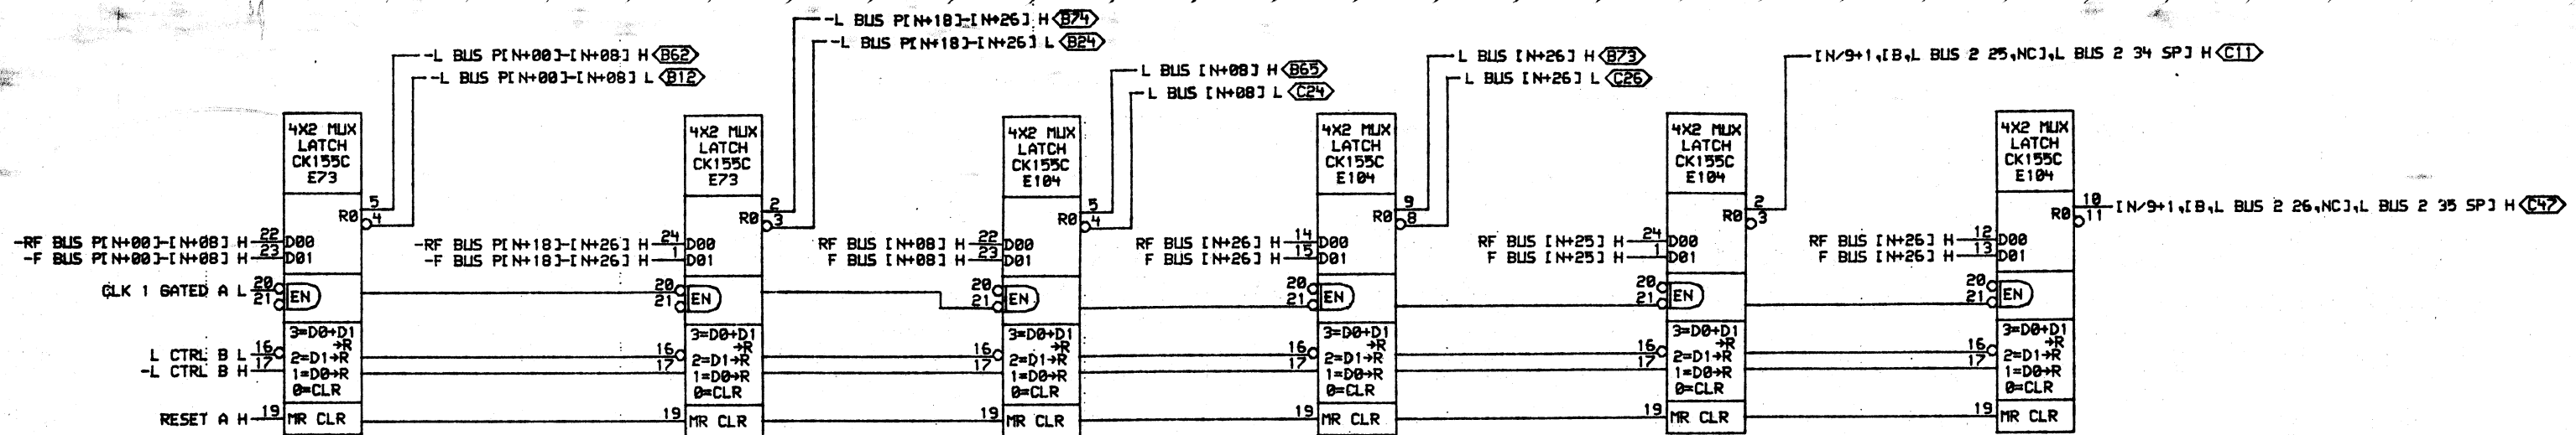 -L BUS P[N+18]-[N+26] H B74
-L BUS P[N+18]-[N+26] L B24
-L BUS P[N+00]-[N+08] H B62
-L BUS P[N+00]-[N+08] L B12
L BUS [N+08] H B65
L BUS [N+08] L C24
L BUS [N+26] H B73
L BUS [N+26] L C26
[N/9+1,[B,L BUS 2 25,NC],L BUS 2 34 SP] H C11
[N/9+1,[B,L BUS 2 26,NC],L BUS 2 35 SP] H C47
4X2 MUX
LATCH
CK155C
E73
5
R0 4
-RF BUS P[N+00]-[N+08] H 22 D00
-F BUS P[N+00]-[N+08] H 23 D01
CLK 1 GATED A L 20
21 EN
3=D0+D1
→R
L CTRL B L 16 2=D1→R
-L CTRL B H 17 1=D0→R
0=CLR
RESET A H 19 MR CLR
4X2 MUX
LATCH
CK155C
E73
2
R0 3
-RF BUS P[N+18]-[N+26] H 24 D00
-F BUS P[N+18]-[N+26] H 1 D01
20
21 EN
3=D0+D1
→R
16 2=D1→R
17 1=D0→R
0=CLR
19 MR CLR
4X2 MUX
LATCH
CK155C
E104
5
R0 4
RF BUS [N+08] H 22 D00
F BUS [N+08] H 23 D01
20
21 EN
3=D0+D1
→R
16 2=D1→R
17 1=D0→R
0=CLR
19 MR CLR
4X2 MUX
LATCH
CK155C
E104
9
R0 8
RF BUS [N+26] H 14 D00
F BUS [N+26] H 15 D01
20
21 EN
3=D0+D1
→R
16 2=D1→R
17 1=D0→R
0=CLR
19 MR CLR
4X2 MUX
LATCH
CK155C
E104
2
R0 3
RF BUS [N+25] H 24 D00
F BUS [N+25] H 1 D01
20
21 EN
3=D0+D1
→R
16 2=D1→R
17 1=D0→R
0=CLR
19 MR CLR
4X2 MUX
LATCH
CK155C
E104
10
R0 11
RF BUS [N+26] H 12 D00
F BUS [N+26] H 13 D01
20
21 EN
3=D0+D1
→R
16 2=D1→R
17 1=D0→R
0=CLR
19 MR CLR